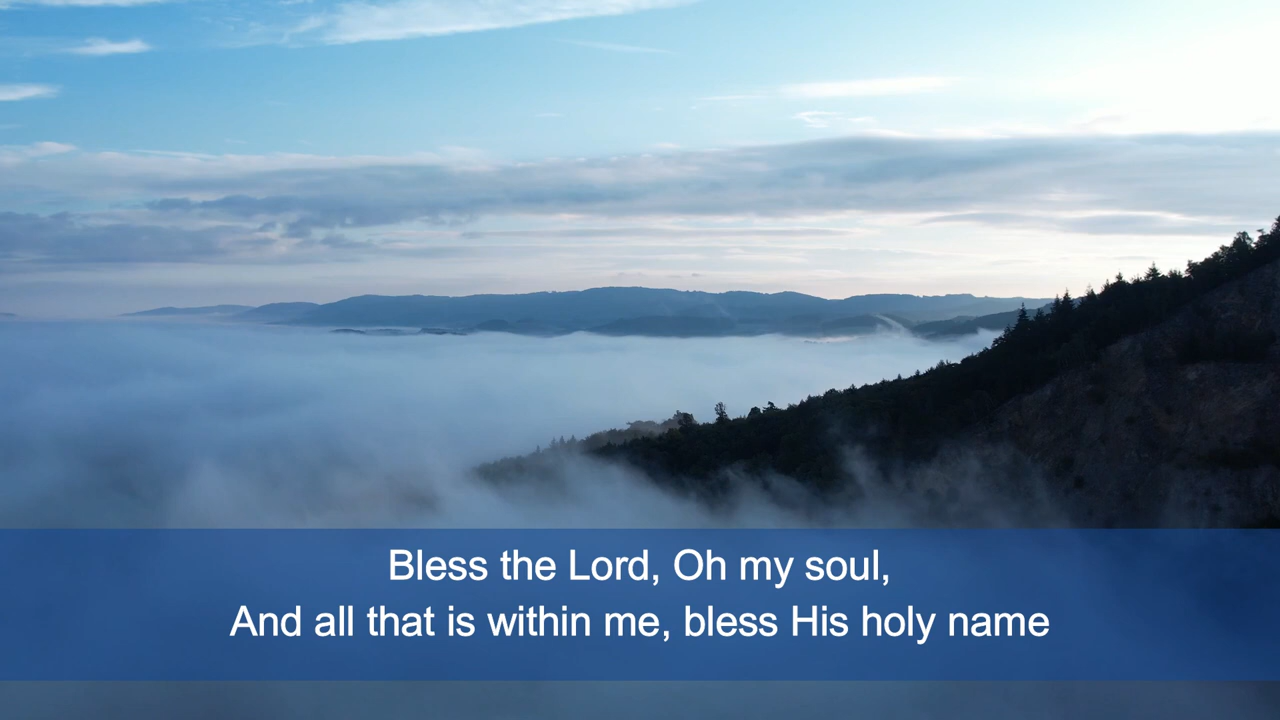 Bless the Lord, Oh my soul,
And all that is within me, bless His holy name